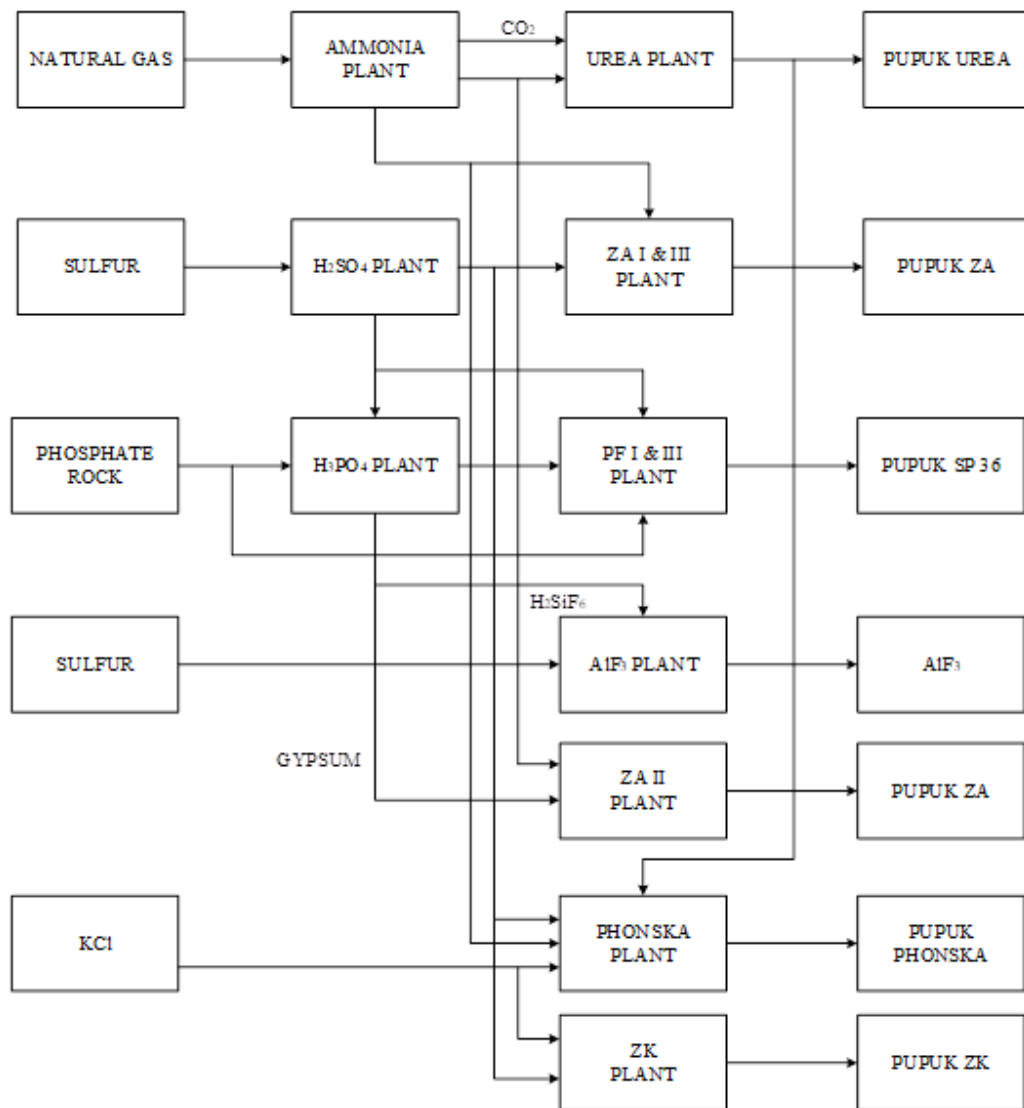 CO₂
NATURAL GAS
AMMONIA
PLANT
UREA PLANT
PUPUK UREA
SULFUR
H₂SO₄ PLANT
ZA I & III
PLANT
PUPUK ZA
PHOSPHATE
ROCK
H₃PO₄ PLANT
PF I & III
PLANT
PUPUK SP 36
H₂SiF₆
SULFUR
AlF₃ PLANT
AlF₃
GYPSUM
ZA II
PLANT
PUPUK ZA
KCl
PHONSKA
PLANT
PUPUK
PHONSKA
ZK
PLANT
PUPUK ZK